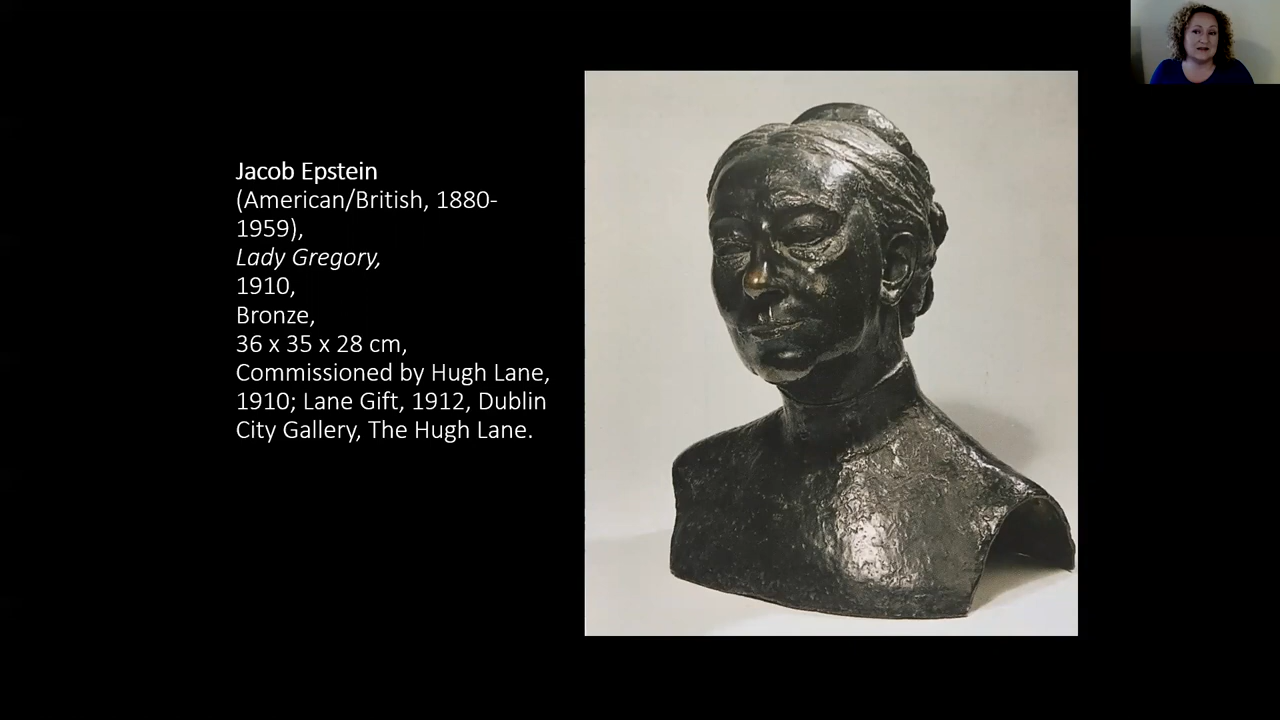 Jacob Epstein
(American/British, 1880-
1959),
Lady Gregory,
1910,
Bronze,
36 x 35 x 28 cm,
Commissioned by Hugh Lane,
1910; Lane Gift, 1912, Dublin
City Gallery, The Hugh Lane.